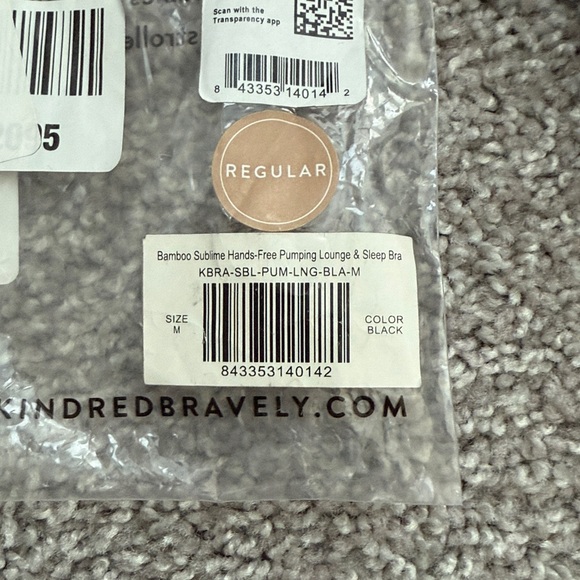 Scan with the
Transparency app
8 43353 14014 2
95
REGULAR
Bamboo Sublime Hands-Free Pumping Lounge & Sleep Bra
KBRA-SBL-PUM-LNG-BLA-M
SIZE
M
COLOR
BLACK
843353140142
KINDREDBRAVELY.COM